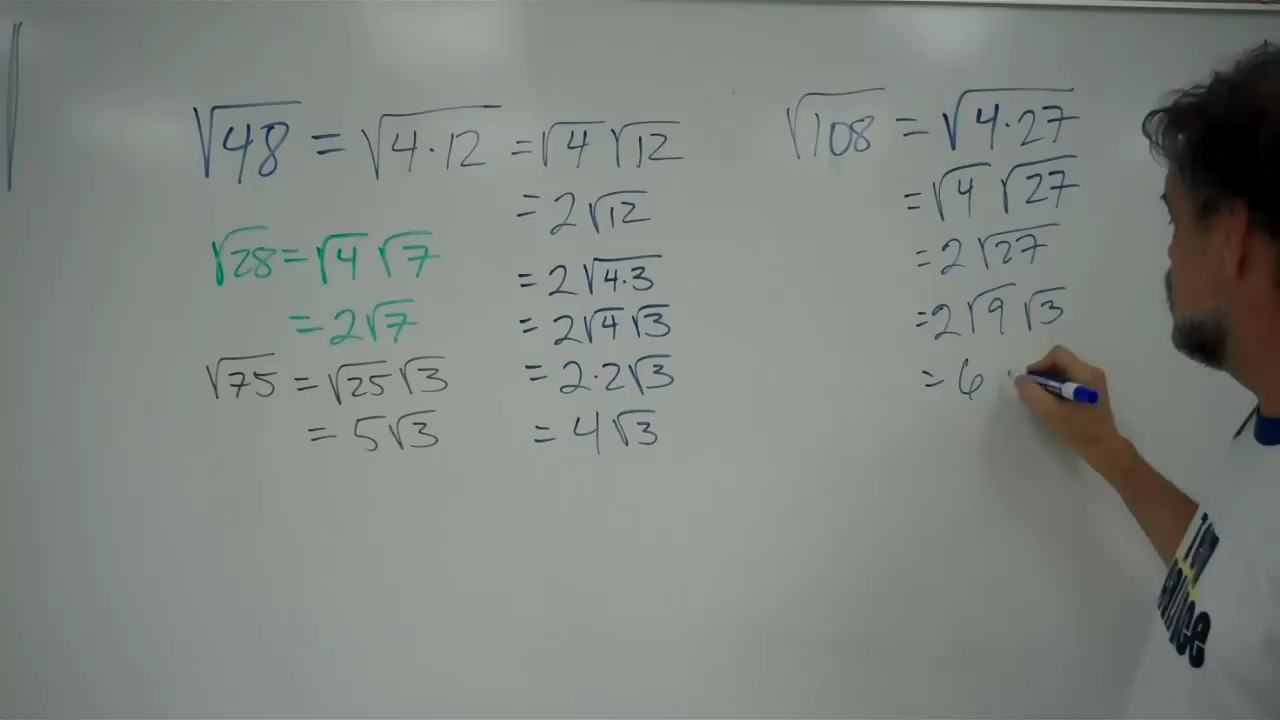 √48 = √4·12 = √4 √12
= 2√12
= 2√4·3
= 2√4 √3
= 2·2√3
= 4√3
√28 = √4 √7
= 2√7
√75 = √25 √3
= 5√3
√108 = √4·27
= √4 √27
= 2√27
= 2√9 √3
= 6